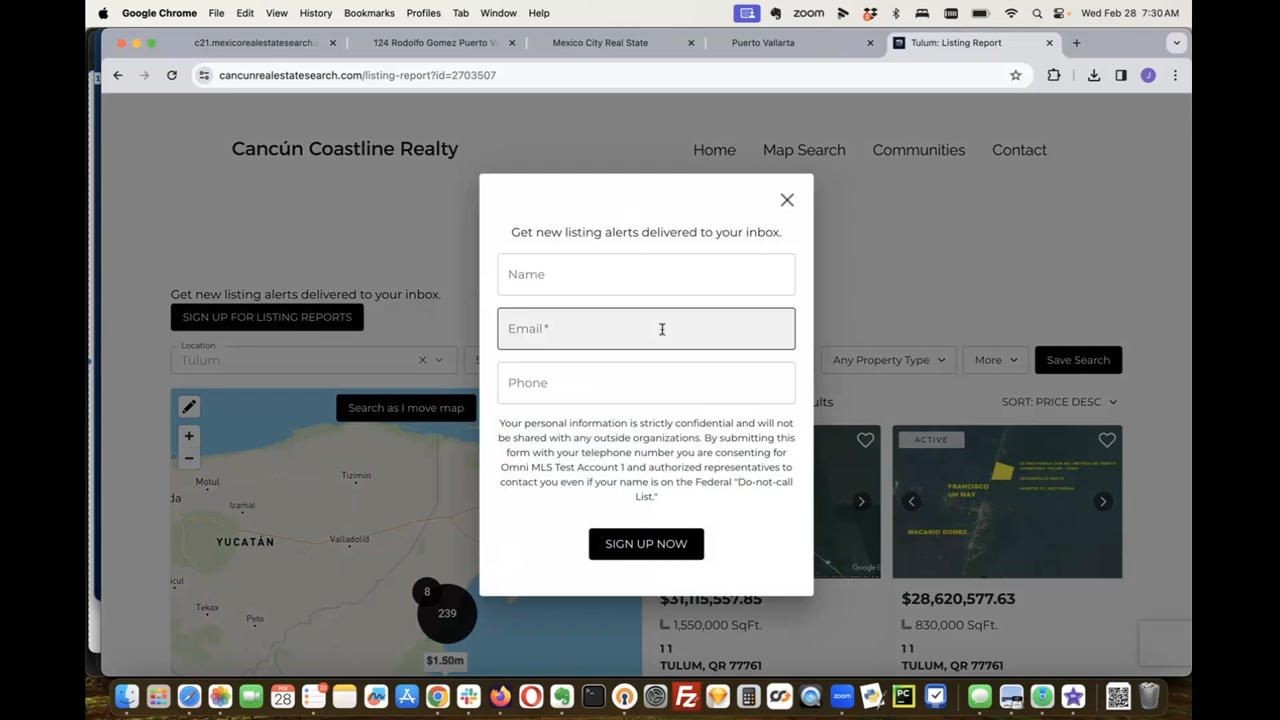 Google Chrome File Edit View History Bookmarks Profiles Tab Window Help zoom Wed Feb 28 7:30 AM
c21.mexicorealestatesearch. 124 Rodolfo Gomez Puerto V Mexico City Real State Puerto Vallarta Tulum: Listing Report
cancunrealestatesearch.com/listing-report?id=2703507
J
Cancún Coastline Realty
Home Map Search Communities Contact
Get new listing alerts delivered to your inbox.
SIGN UP FOR LISTING REPORTS
Location
Tulum
Any Property Type More Save Search
Search as I move map
SORT: PRICE DESC
+
−
Motul
Tizimin
Izamal
YUCATÁN
Valladolid
Tekax
Peto
8
239
$1.50m
Get new listing alerts delivered to your inbox.
Name
Email*
Phone
Your personal information is strictly confidential and will not
be shared with any outside organizations. By submitting this
form with your telephone number you are consenting for
Omni MLS Test Account 1 and authorized representatives to
contact you even if your name is on the Federal "Do-not-call
List."
SIGN UP NOW
$31,115,557.85
1,550,000 SqFt.
1 1
TULUM, QR 77761
ACTIVE
FRANCISCO
UH MAY
MACARIO GOMEZ
$28,620,577.63
830,000 SqFt.
1 1
TULUM, QR 77761